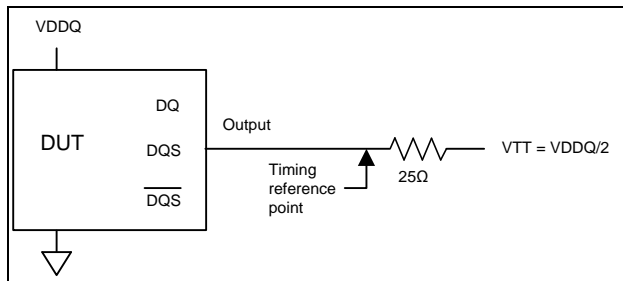 VDDQ
DQ
DUT
DQS
DQS
Output
Timing
reference
point
25Ω
VTT = VDDQ/2